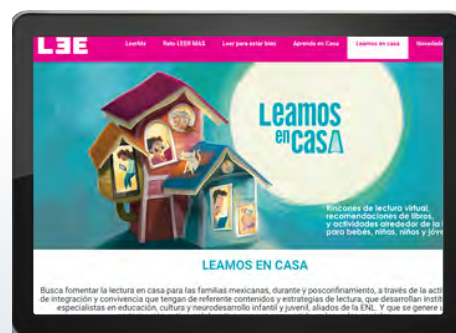 LEE
LeerMx Reto LEER MAS Leer para estar bien Aprende en Casa Leamos en casa Novedade
Leamos
en casa
Rincones de lectura virtual,
recomendaciones de libros,
y actividades alrededor de la l
para bebés, niñas, niños y jóve
LEAMOS EN CASA
Busca fomentar la lectura en casa para las familias mexicanas, durante y posconfinamiento, a través de la acti
de integración y convivencia que tengan de referente contenidos y estrategias de lectura, que desarrollan instit
especialistas en educación, cultura y neurodesarrollo infantil y juvenil, aliados de la ENL. Y que se genere u